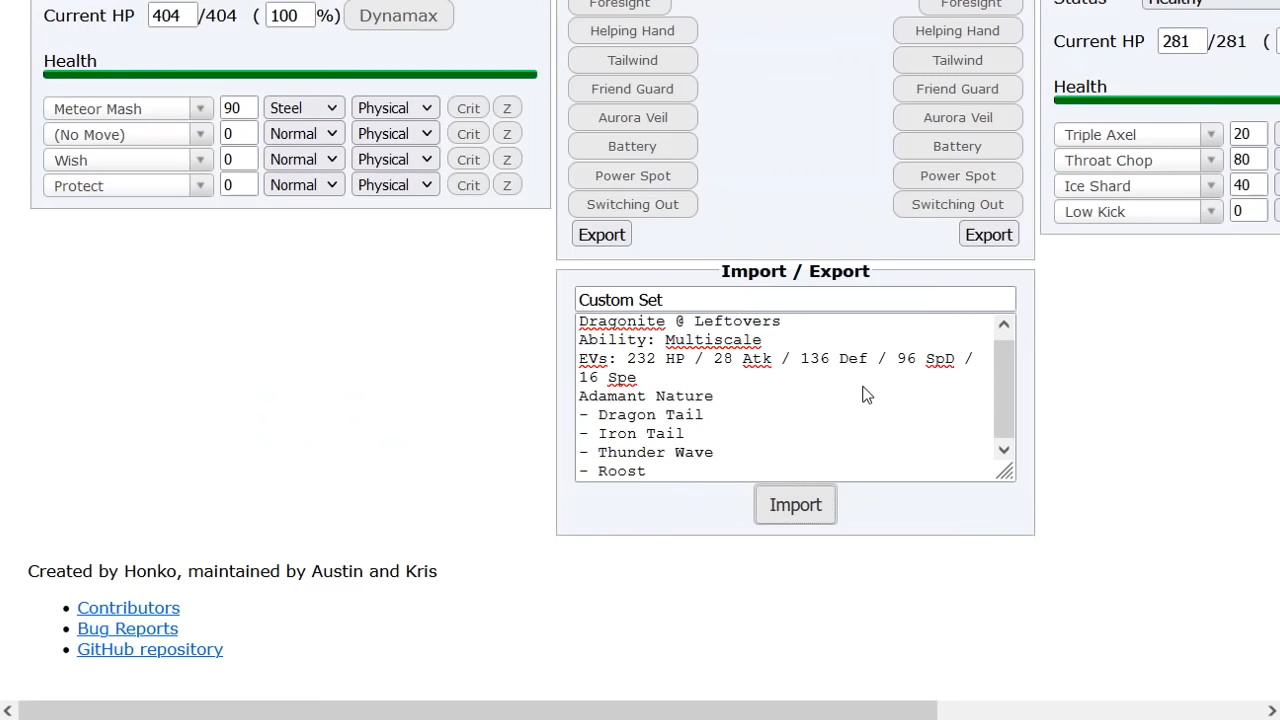 Current HP 404 /404 ( 100 %) Dynamax
Health
Meteor Mash 90 Steel Physical Crit Z
(No Move) 0 Normal Physical Crit Z
Wish 0 Normal Physical Crit Z
Protect 0 Normal Physical Crit Z
Foresight Foresight
Helping Hand Helping Hand
Tailwind Tailwind
Friend Guard Friend Guard
Aurora Veil Aurora Veil
Battery Battery
Power Spot Power Spot
Switching Out Switching Out
Export Export
Import / Export
Custom Set
Dragonite @ Leftovers
Ability: Multiscale
EVs: 232 HP / 28 Atk / 136 Def / 96 SpD /
16 Spe
Adamant Nature
- Dragon Tail
- Iron Tail
- Thunder Wave
- Roost
Import
Status Healthy
Current HP 281 /281 (
Health
Triple Axel 20
Throat Chop 80
Ice Shard 40
Low Kick 0
Created by Honko, maintained by Austin and Kris
• Contributors
• Bug Reports
• GitHub repository